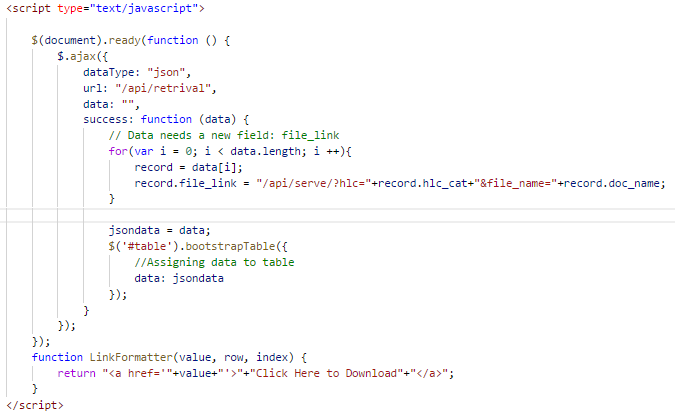 <script type="text/javascript">
$(document).ready(function () {
$.ajax({
dataType: "json",
url: "/api/retrival",
data: "",
success: function (data) {
// Data needs a new field: file_link
for(var i = 0; i < data.length; i ++){
record = data[i];
record.file_link = "/api/serve/?hlc="+record.hlc_cat+"&file_name="+record.doc_name;
}
jsondata = data;
$('#table').bootstrapTable({
//Assigning data to table
data: jsondata
});
}
});
});
function LinkFormatter(value, row, index) {
return "<a href='"+value+"'>"+"Click Here to Download"+"</a>";
}
</script>